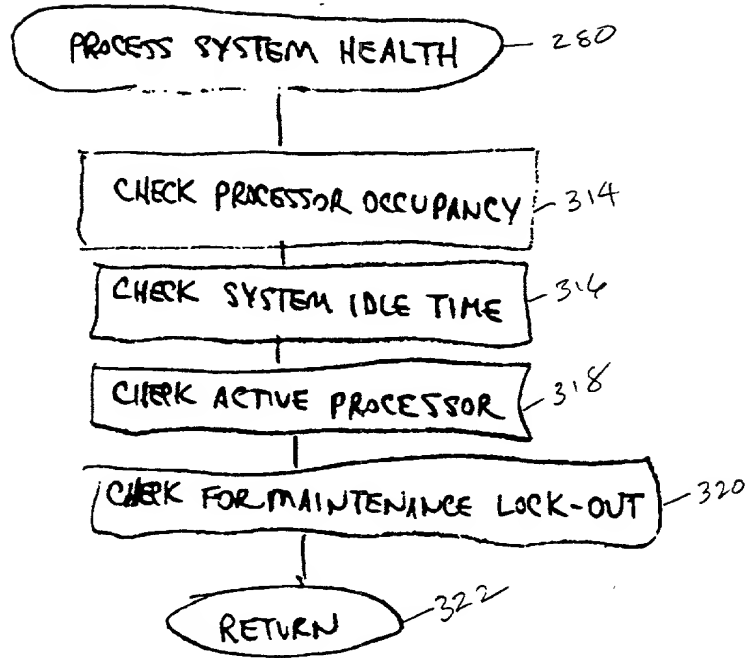 PROCESS SYSTEM HEALTH 280
CHECK PROCESSOR OCCUPANCY 314
CHECK SYSTEM IDLE TIME 316
CHECK ACTIVE PROCESSOR 318
CHECK FOR MAINTENANCE LOCK-OUT 320
RETURN 322